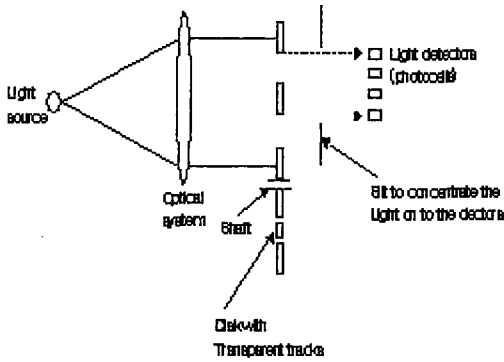 Light
source
Optical
system
Shaft
Light detectors
(photocells)
Slit to concentrate the
Light on to the dectors
Disk with
Transparent tracks